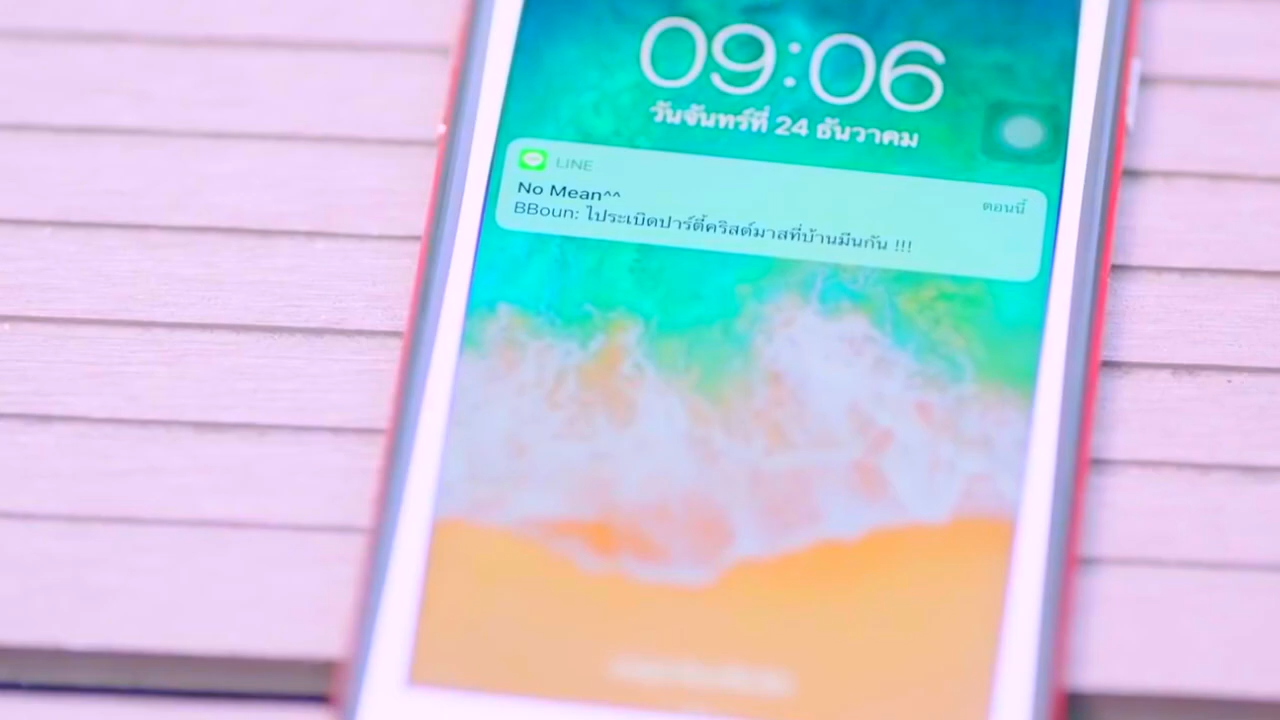 09:06
วันจันทร์ที่ 24 ธันวาคม
LINE
No Mean^^
ตอนนี้
BBoun: ไประเบิดปาร์ตี้คริสต์มาสที่บ้านมีนกัน !!!